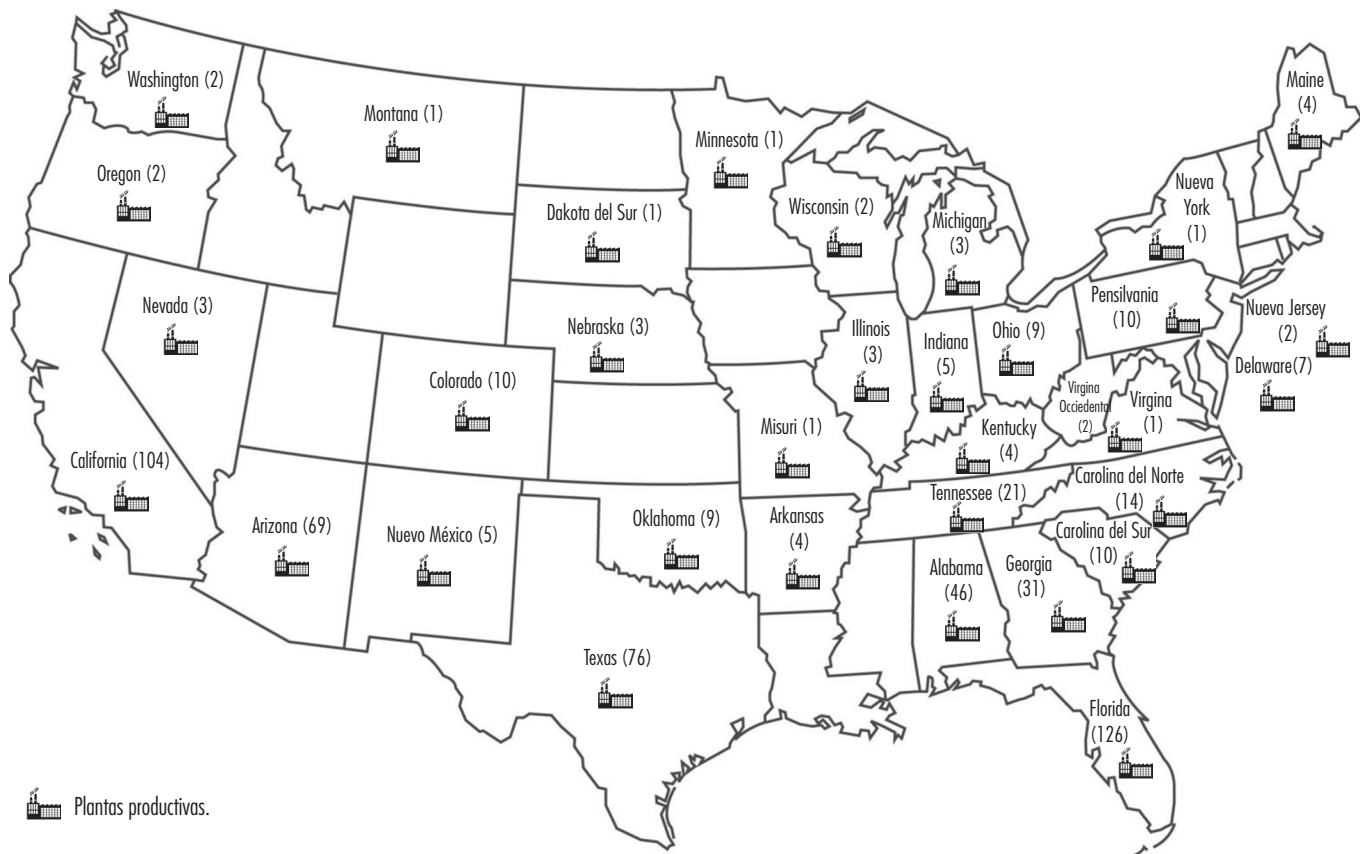 Washington (2)
Montana (1)
Minnesota (1)
Maine
(4)
Oregon (2)
Dakota del Sur (1)
Wisconsin (2)
Michigan
(3)
Nueva
York
(1)
Nevada (3)
Nebraska (3)
Illinois
(3)
Indiana
(5)
Ohio (9)
Pensilvania
(10)
Nueva Jersey
(2)
Delaware(7)
Colorado (10)
Misuri (1)
Kentucky
(4)
Virgina
Occiedental
(2)
Virgina
(1)
California (104)
Arizona (69)
Nuevo México (5)
Oklahoma (9)
Arkansas
(4)
Tennessee (21)
Carolina del Norte
(14)
Carolina del Sur
(10)
Alabama
(46)
Georgia
(31)
Texas (76)
Florida
(126)
Plantas productivas.